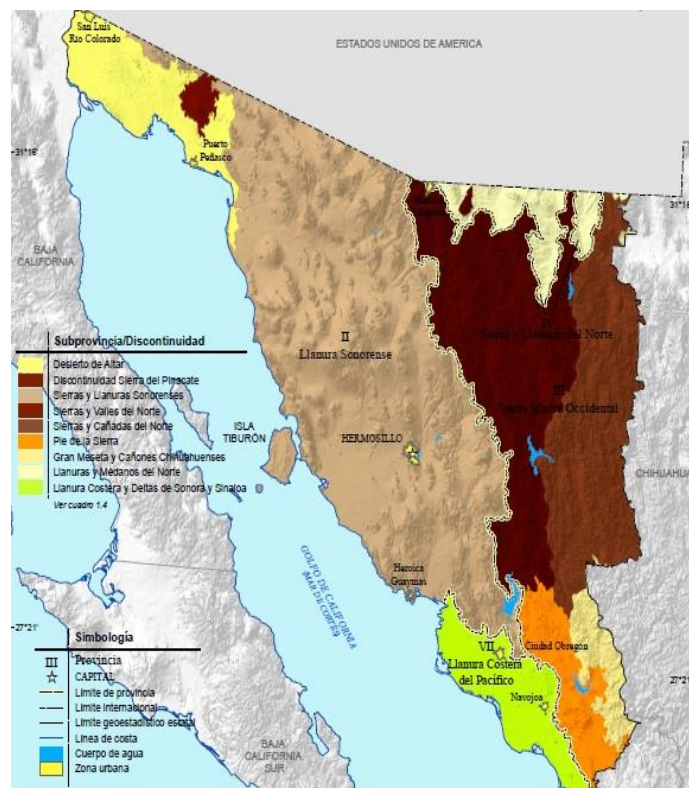 San Luis
Río Colorado
ESTADOS UNIDOS DE AMERICA
31°16'
Puerto
Peñasco
31°16'
BAJA
CALIFORNIA
II
Llanura Sonorense
Sierra y Llanuras del Norte
III
Sierra Madre Occidental
Subprovincia/Discontinuidad
Desierto de Altar
Discontinuidad Sierra del Pinacate
Sierras y Llanuras Sonorenses
Sierras y Valles del Norte
Sierras y Cañadas del Norte
Pie de la Sierra
Gran Meseta y Cañones Chihuahuenses
Llanuras y Médanos del Norte
Llanura Costera y Deltas de Sonora y Sinaloa
Ver cuadro 1.4
ISLA
TIBURÓN
HERMOSILLO
CHIHUAHUA
GOLFO DE CALIFORNIA
(MAR DE CORTÉS)
Heroica
Guaymas
27°21'
Ciudad Obregón
VII
Llanura Costera
del Pacífico
Navojoa
27°21'
Simbología
III Provincia
CAPITAL
Límite de provincia
Límite internacional
Límite geoestadístico estatal
Línea de costa
Cuerpo de agua
Zona urbana
BAJA
CALIFORNIA
SUR